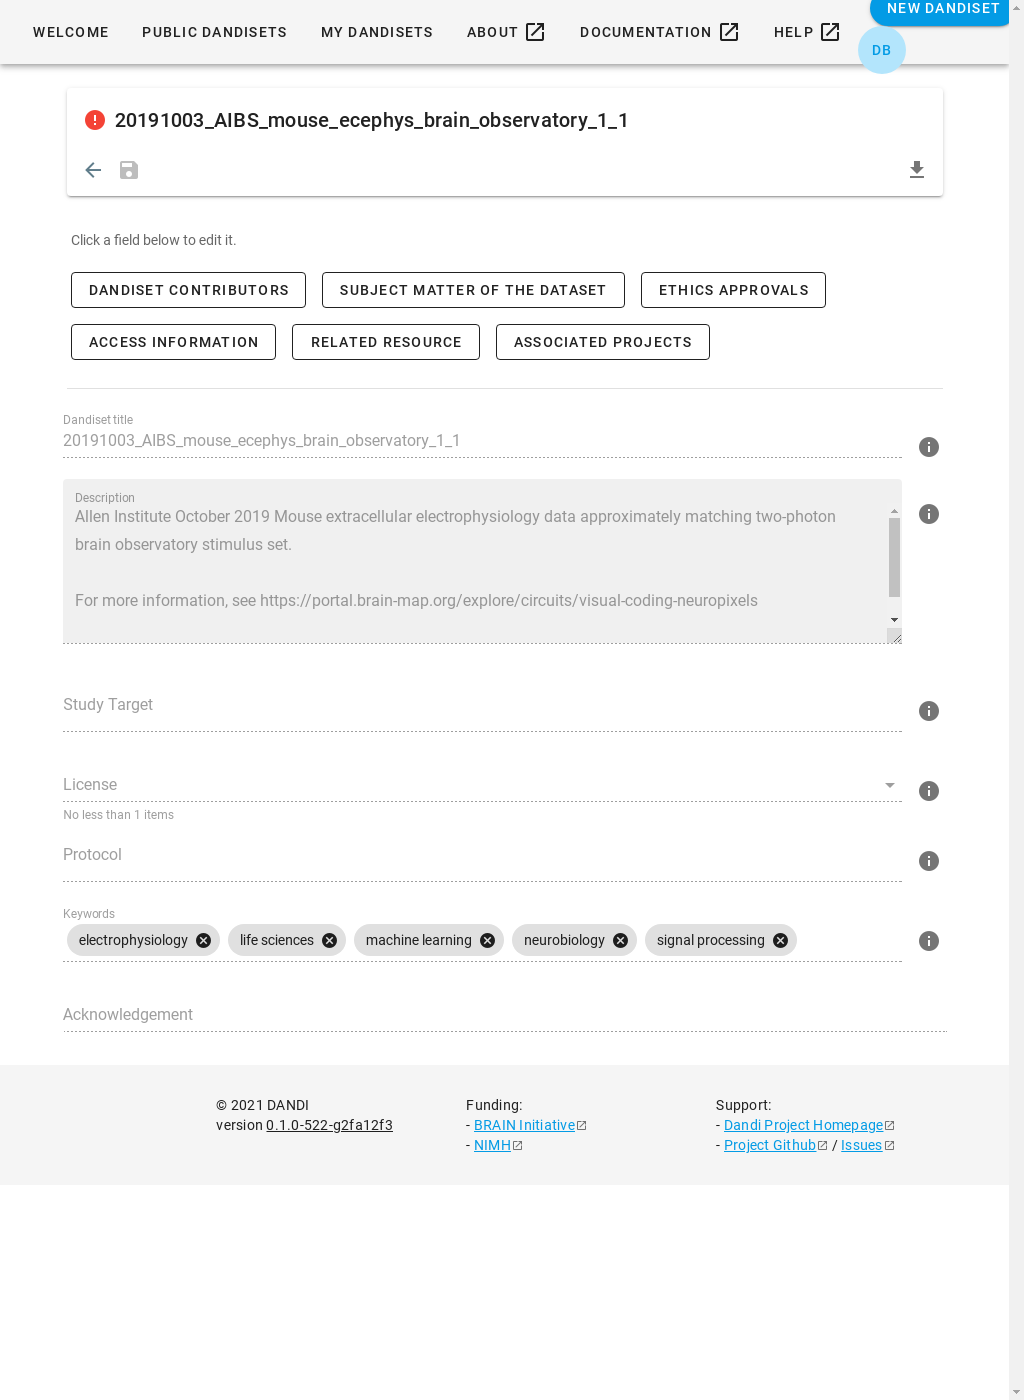 NEW DANDISET
WELCOME PUBLIC DANDISETS MY DANDISETS ABOUT DOCUMENTATION HELP
DB
20191003_AIBS_mouse_ecephys_brain_observatory_1_1
Click a field below to edit it.
DANDISET CONTRIBUTORS SUBJECT MATTER OF THE DATASET ETHICS APPROVALS
ACCESS INFORMATION RELATED RESOURCE ASSOCIATED PROJECTS
Dandiset title
20191003_AIBS_mouse_ecephys_brain_observatory_1_1
Description
Allen Institute October 2019 Mouse extracellular electrophysiology data approximately matching two-photon
brain observatory stimulus set.
For more information, see https://portal.brain-map.org/explore/circuits/visual-coding-neuropixels
Study Target
License
No less than 1 items
Protocol
Keywords
electrophysiology life sciences machine learning neurobiology signal processing
Acknowledgement
© 2021 DANDI Funding: Support:
version 0.1.0-522-g2fa12f3 - BRAIN Initiative - Dandi Project Homepage
- NIMH - Project Github / Issues